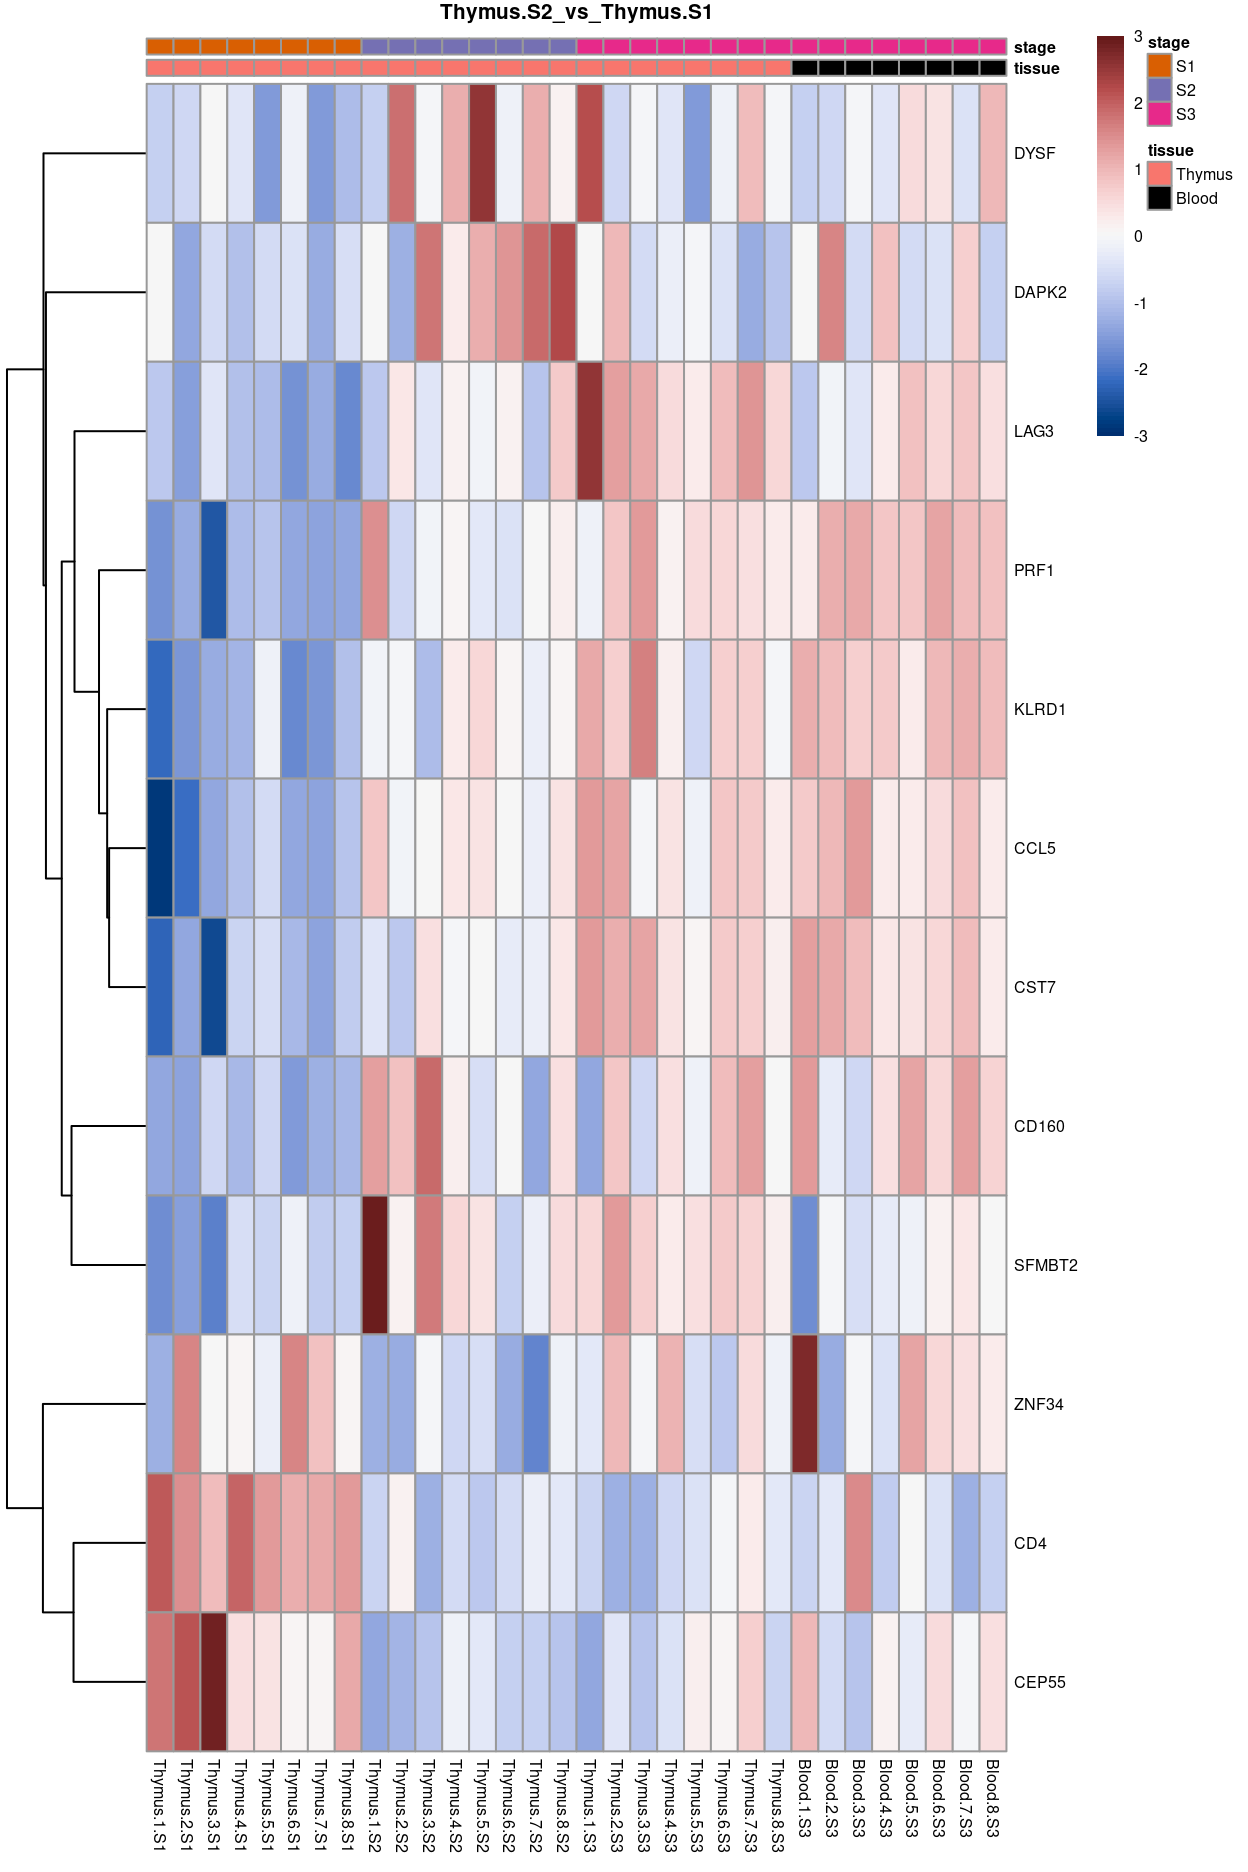 Thymus.S2_vs_Thymus.S1
stage
tissue
3
2
1
0
-1
-2
-3
stage
S1
S2
S3
tissue
Thymus
Blood
DYSF
DAPK2
LAG3
PRF1
KLRD1
CCL5
CST7
CD160
SFMBT2
ZNF34
CD4
CEP55
Thymus.1.S1
Thymus.2.S1
Thymus.3.S1
Thymus.4.S1
Thymus.5.S1
Thymus.6.S1
Thymus.7.S1
Thymus.8.S1
Thymus.1.S2
Thymus.2.S2
Thymus.3.S2
Thymus.4.S2
Thymus.5.S2
Thymus.6.S2
Thymus.7.S2
Thymus.8.S2
Thymus.1.S3
Thymus.2.S3
Thymus.3.S3
Thymus.4.S3
Thymus.5.S3
Thymus.6.S3
Thymus.7.S3
Thymus.8.S3
Blood.1.S3
Blood.2.S3
Blood.3.S3
Blood.4.S3
Blood.5.S3
Blood.6.S3
Blood.7.S3
Blood.8.S3